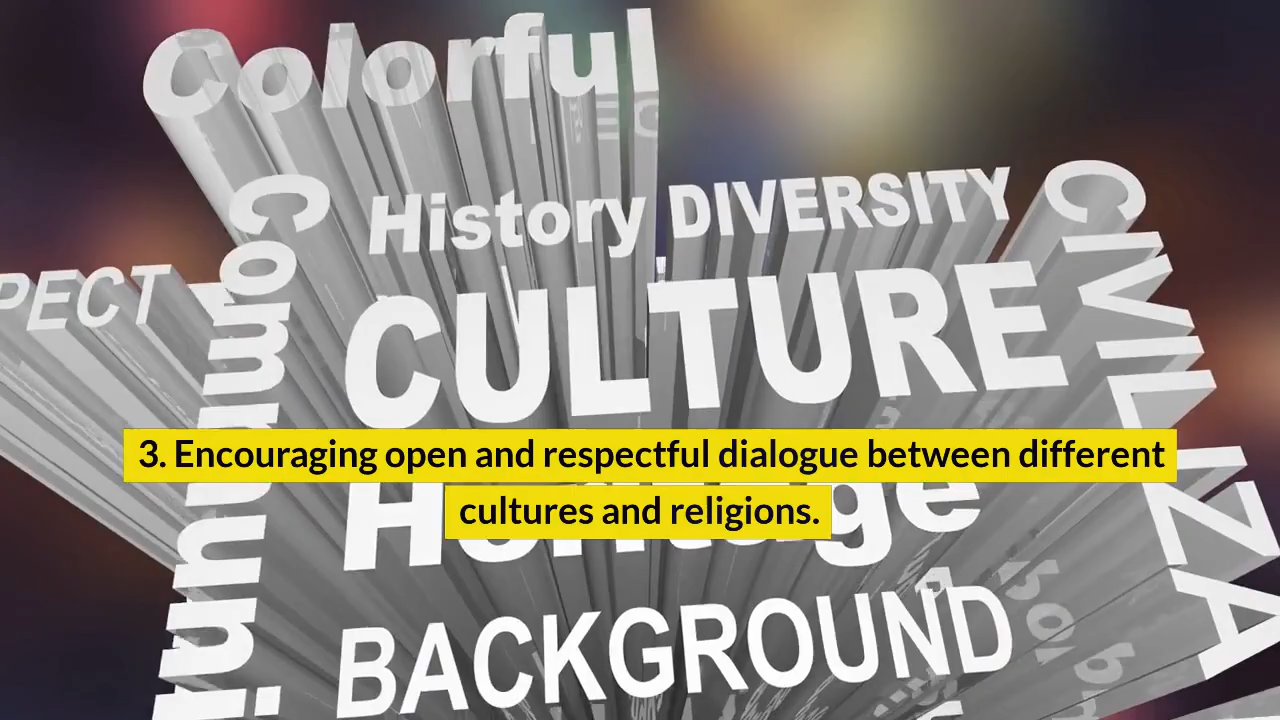 Colorful
History DIVERSITY
PECT
CULTURE
3. Encouraging open and respectful dialogue between different
cultures and religions.
BACKGROUND